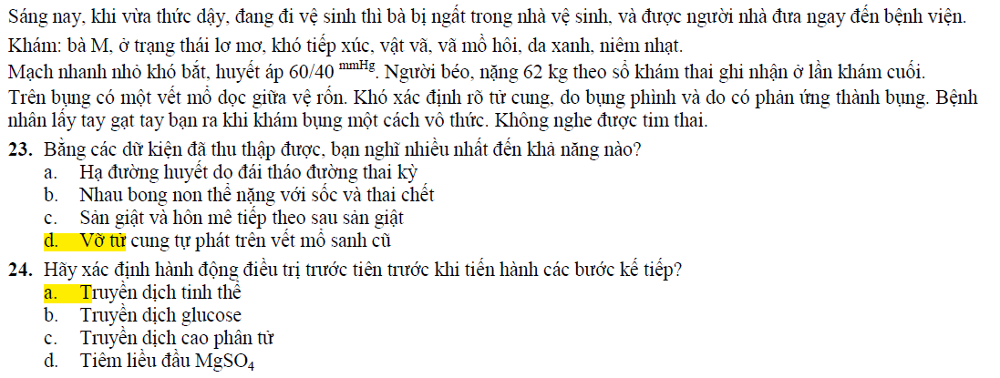 Sáng nay, khi vừa thức dậy, đang đi vệ sinh thì bà bị ngất trong nhà vệ sinh, và được người nhà đưa ngay đến bệnh viện.
Khám: bà M, ở trạng thái lơ mơ, khó tiếp xúc, vật vã, vã mồ hôi, da xanh, niêm nhạt.
Mạch nhanh nhỏ khó bắt, huyết áp 60/40 mmHg. Người béo, nặng 62 kg theo sổ khám thai ghi nhận ở lần khám cuối.
Trên bụng có một vết mổ dọc giữa vệ rốn. Khó xác định rõ tử cung, do bụng phình và do có phản ứng thành bụng. Bệnh
nhân lấy tay gạt tay bạn ra khi khám bụng một cách vô thức. Không nghe được tim thai.
23. Bằng các dữ kiện đã thu thập được, bạn nghĩ nhiều nhất đến khả năng nào?
a. Hạ đường huyết do đái tháo đường thai kỳ
b. Nhau bong non thể nặng với sốc và thai chết
c. Sản giật và hôn mê tiếp theo sau sản giật
d. Vỡ tử cung tự phát trên vết mổ sanh cũ
24. Hãy xác định hành động điều trị trước tiên trước khi tiến hành các bước kế tiếp?
a. Truyền dịch tinh thể
b. Truyền dịch glucose
c. Truyền dịch cao phân tử
d. Tiêm liều đầu MgSO₄